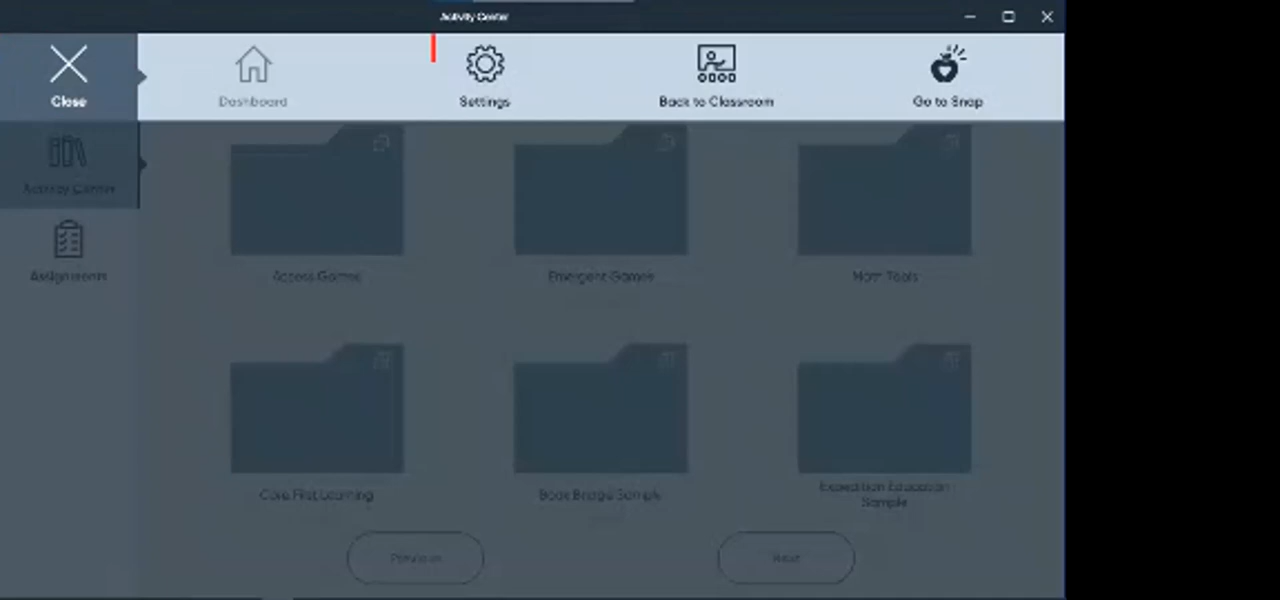 Activity Center
Close
Dashboard
Settings
Back to Classroom
Go to Snap
Activity Center
Assignments
Access Games
Emergent Games
Math Tools
Core First Learning
Book Bridge Sample
Expedition Education
Sample
Previous
Next